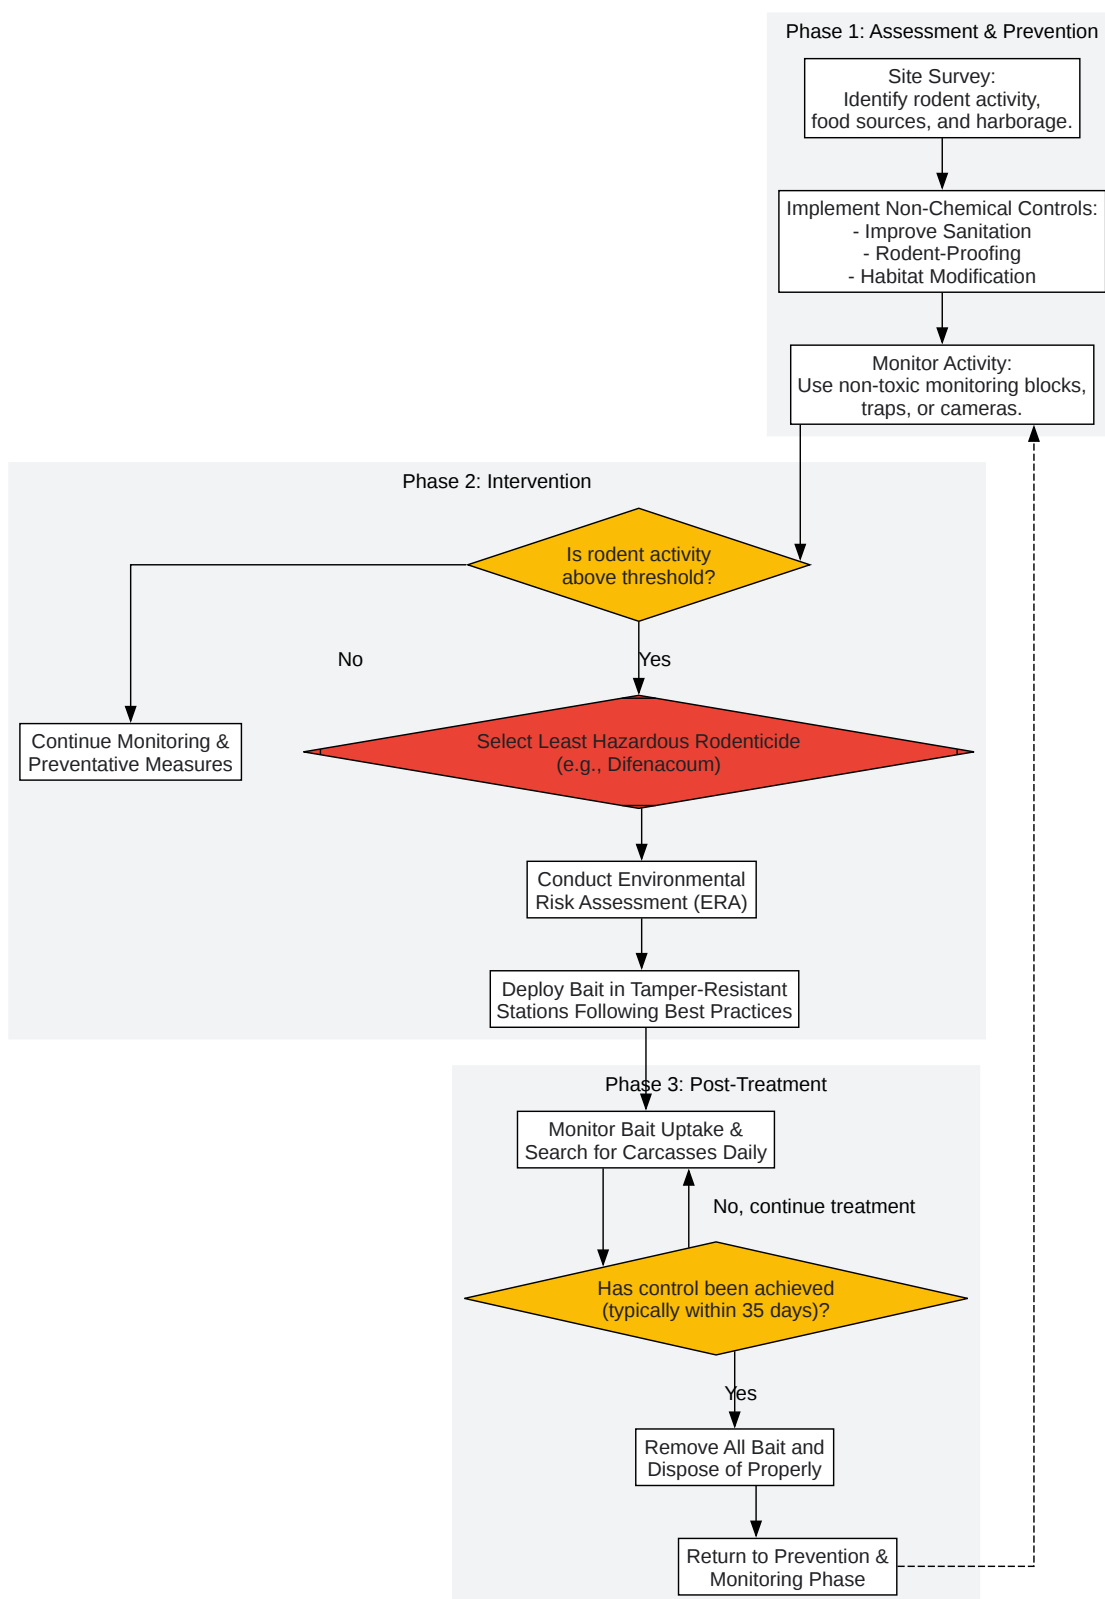 Phase 1: Assessment & Prevention
Site Survey:
Identify rodent activity,
food sources, and harborage.
Implement Non-Chemical Controls:
- Improve Sanitation
- Rodent-Proofing
- Habitat Modification
Monitor Activity:
Use non-toxic monitoring blocks,
traps, or cameras.
Phase 2: Intervention
Is rodent activity
above threshold?
No
Yes
Continue Monitoring &
Preventative Measures
Select Least Hazardous Rodenticide
(e.g., Difenacoum)
Conduct Environmental
Risk Assessment (ERA)
Deploy Bait in Tamper-Resistant
Stations Following Best Practices
Phase 3: Post-Treatment
Monitor Bait Uptake &
Search for Carcasses Daily
No, continue treatment
Has control been achieved
(typically within 35 days)?
Yes
Remove All Bait and
Dispose of Properly
Return to Prevention &
Monitoring Phase